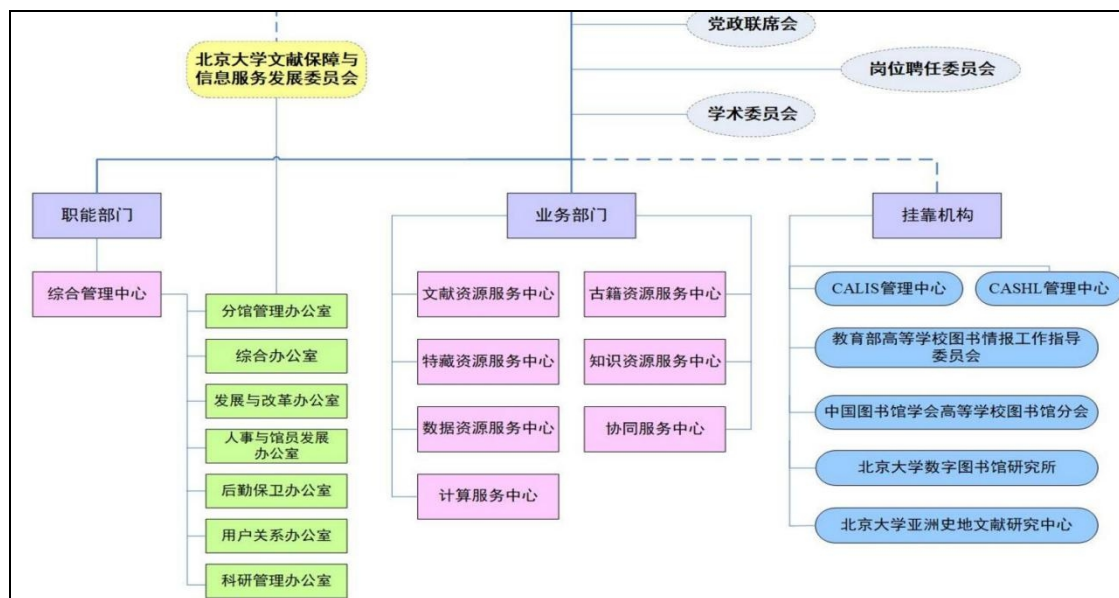 党政联席会
北京大学文献保障与
信息服务发展委员会
岗位聘任委员会
学术委员会
职能部门
业务部门
挂靠机构
综合管理中心
分馆管理办公室
综合办公室
发展与改革办公室
人事与馆员发展
办公室
后勤保卫办公室
用户关系办公室
科研管理办公室
文献资源服务中心
古籍资源服务中心
特藏资源服务中心
知识资源服务中心
数据资源服务中心
协同服务中心
计算服务中心
CALIS管理中心
CASHL管理中心
教育部高等学校图书情报工作指导
委员会
中国图书馆学会高等学校图书馆分会
北京大学数字图书馆研究所
北京大学亚洲史地文献研究中心